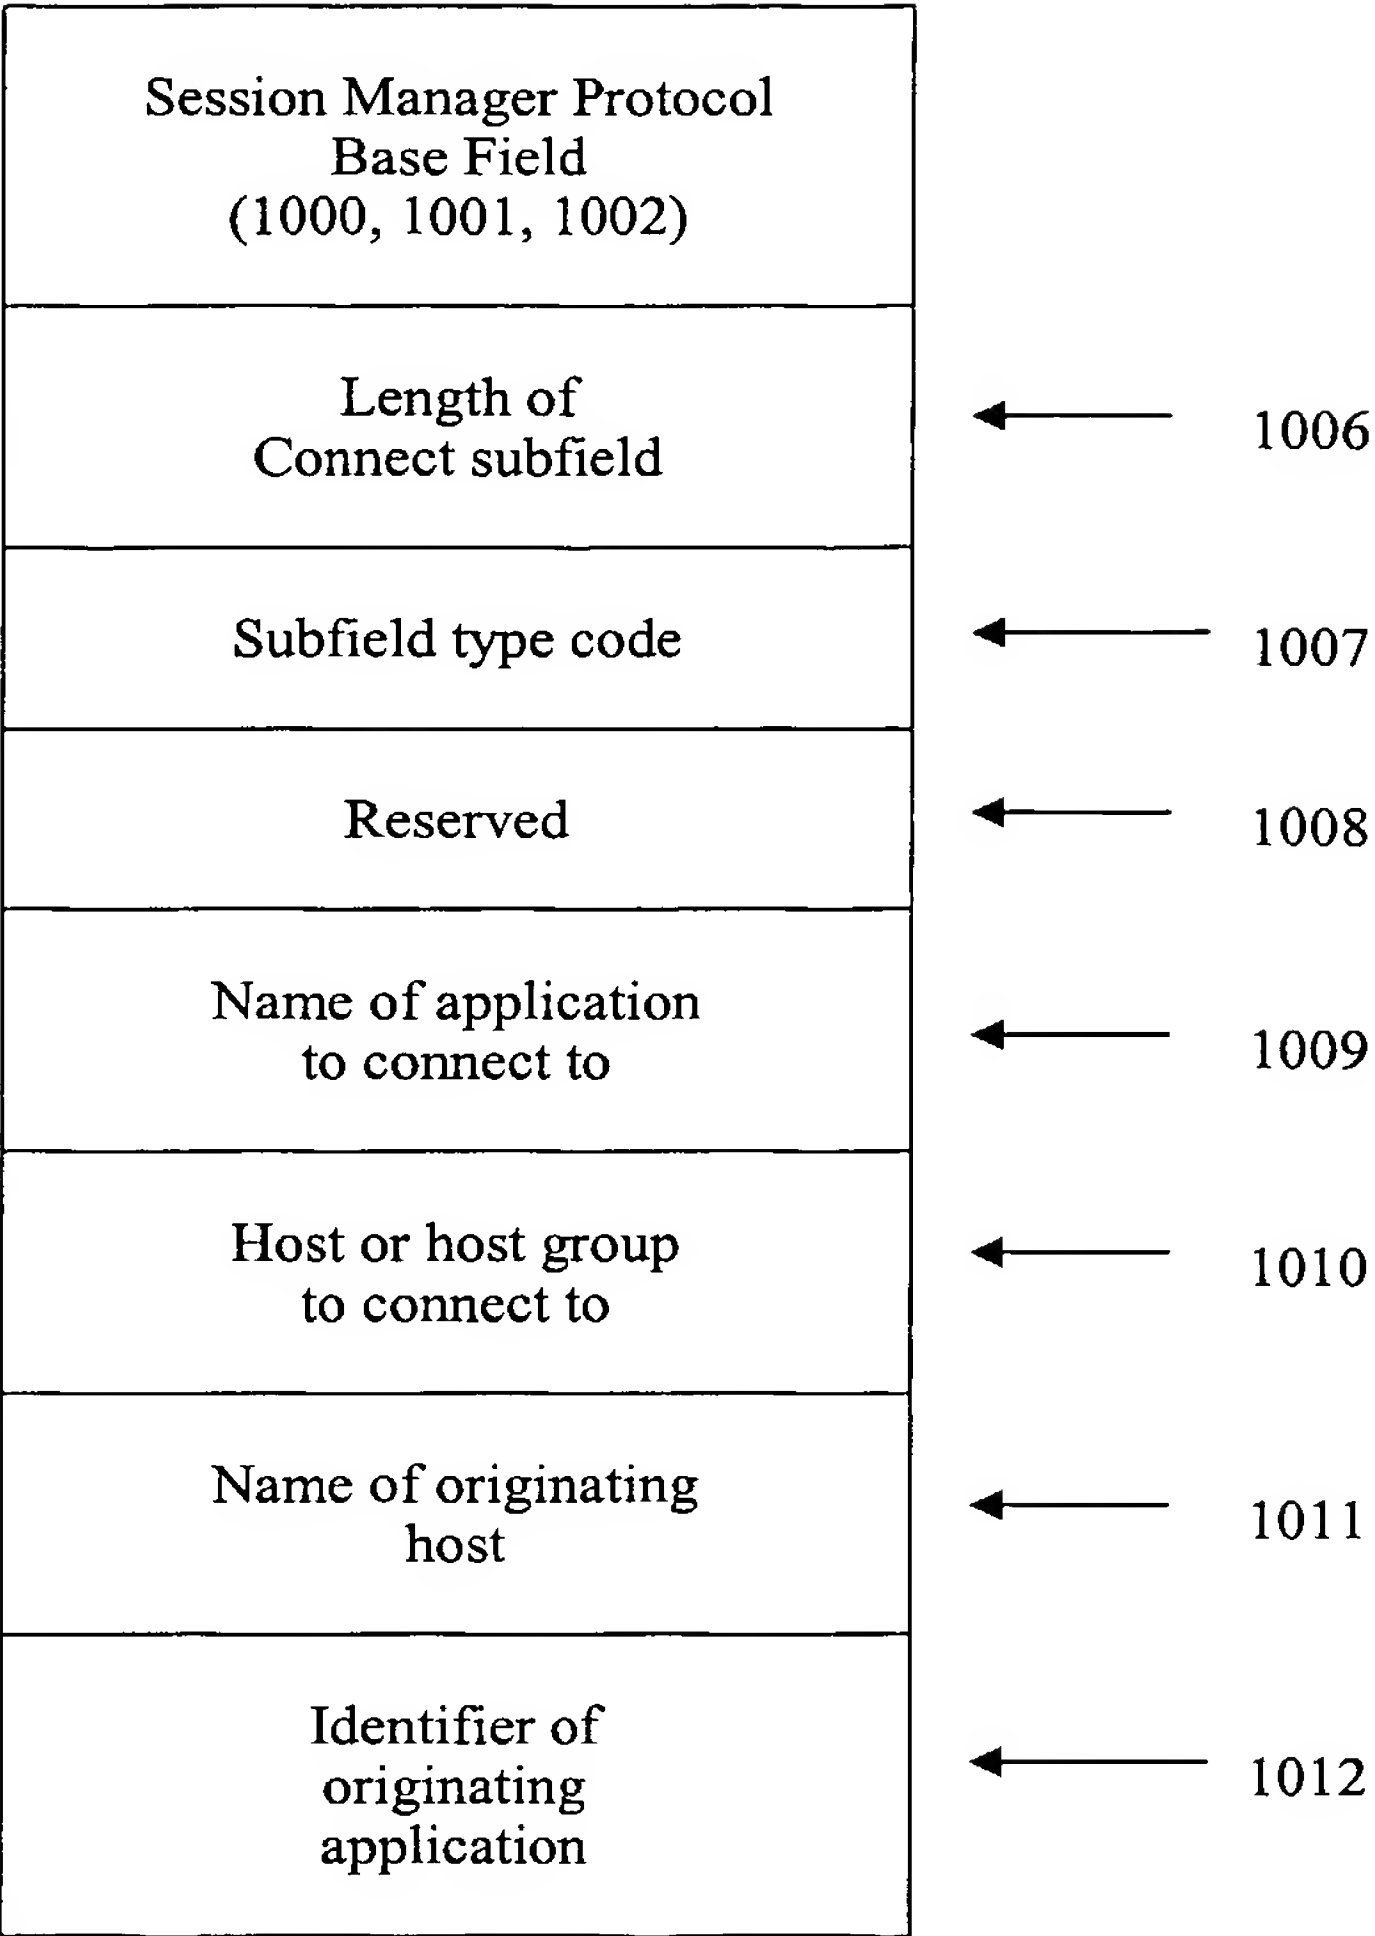 Session Manager Protocol
Base Field
(1000, 1001, 1002)
Length of
Connect subfield
1006
Subfield type code
1007
Reserved
1008
Name of application
to connect to
1009
Host or host group
to connect to
1010
Name of originating
host
1011
Identifier of
originating
application
1012